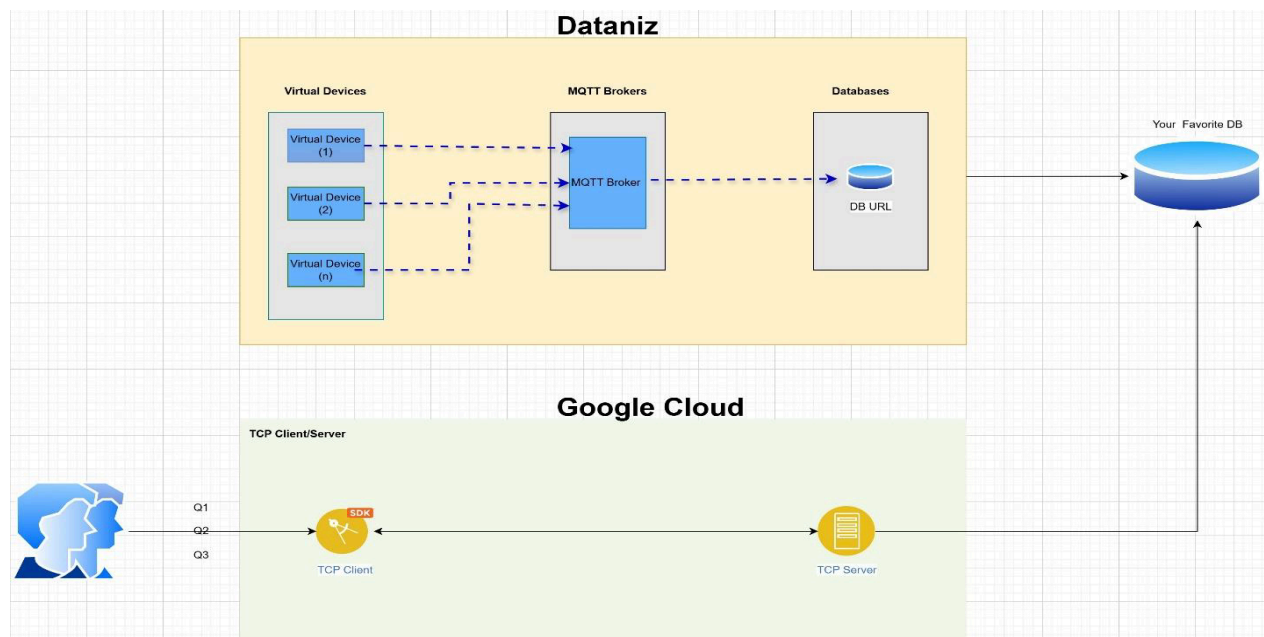 Dataniz
Virtual Devices
MQTT Brokers
Databases
Virtual Device
(1)
Virtual Device
(2)
Virtual Device
(n)
MQTT Broker
DB URL
Your Favorite DB
Google Cloud
TCP Client/Server
Q1
Q2
Q3
SDK
TCP Client
TCP Server